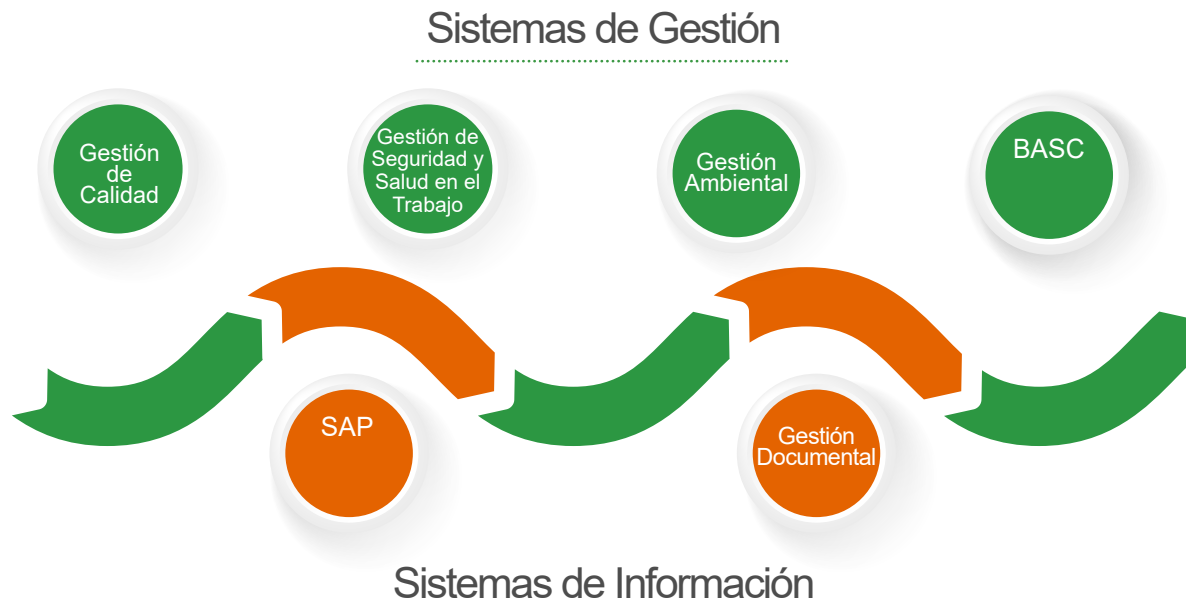 Sistemas de Gestión
Gestión
de
Calidad
Gestión de
Seguridad y
Salud en el
Trabajo
Gestión
Ambiental
BASC
SAP
Gestión
Documental
Sistemas de Información